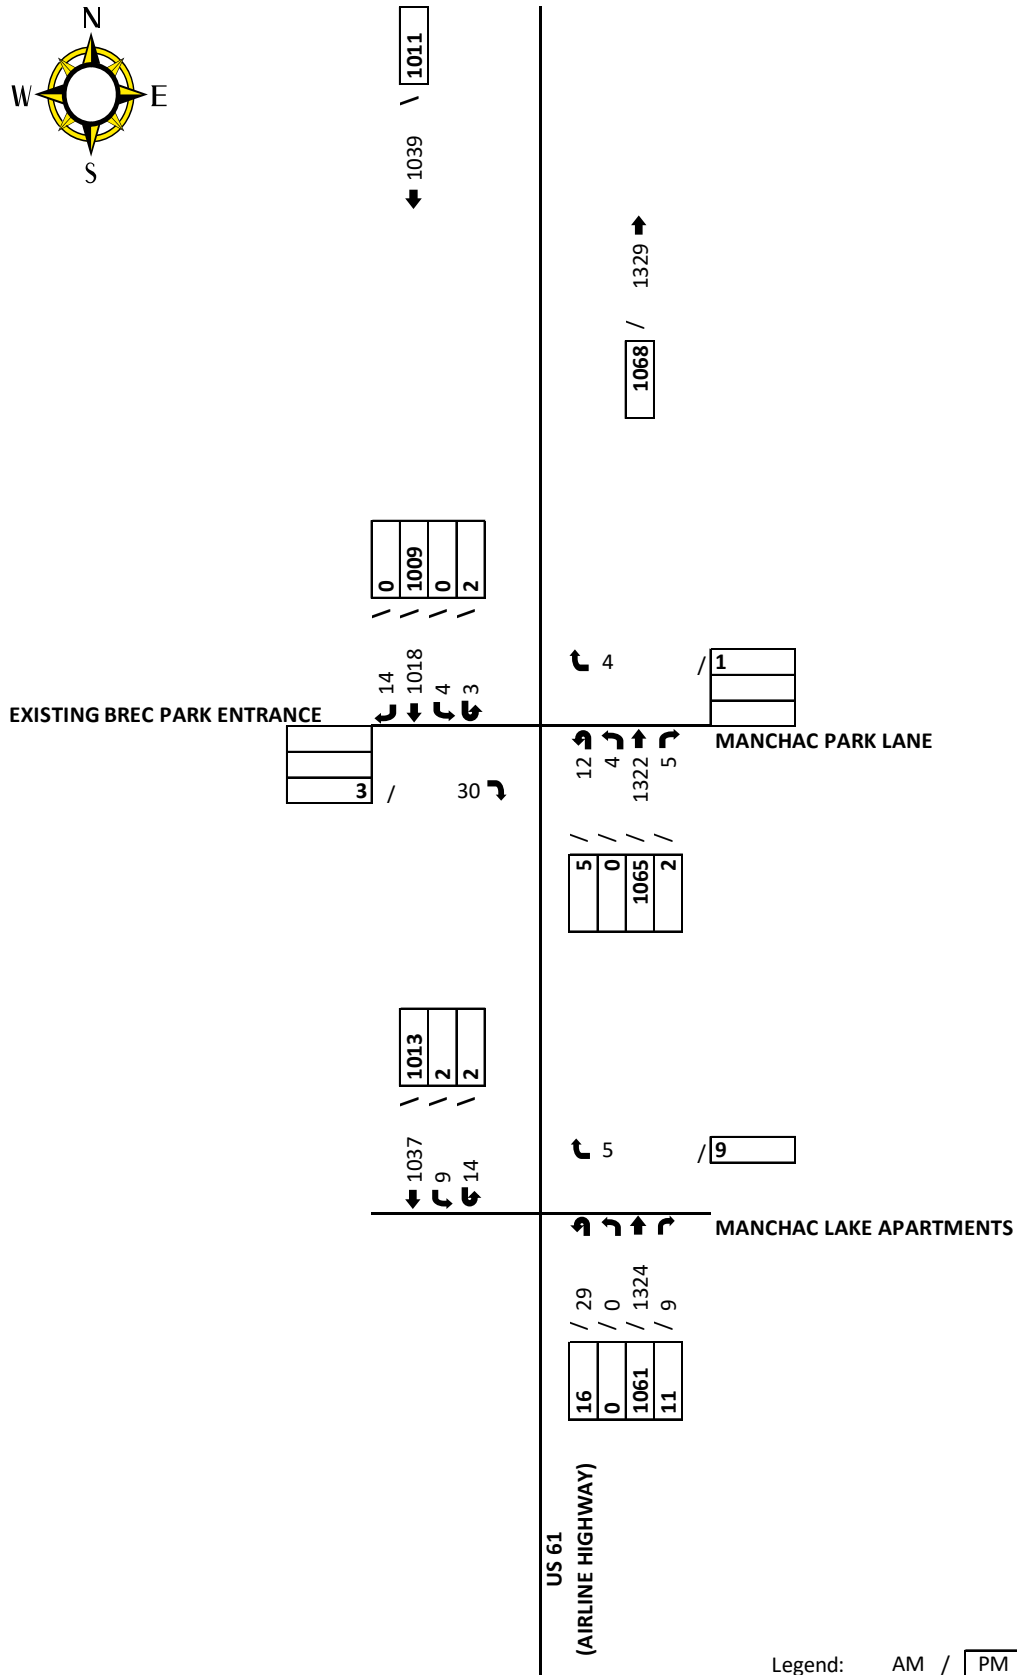 N
W E
S
1011
/
1039
1329
/
1068
0 1009 0 2
/ / / /
14 1018 4 3
4 / 1
EXISTING BREC PARK ENTRANCE
MANCHAC PARK LANE
3 / 30
12 4 1322 5
/ / / /
5 0 1065 2
1013 2 2
/ / /
1037 9 14
5 / 9
MANCHAC LAKE APARTMENTS
29 0 1324 9
/ / / /
16 0 1061 11
US 61
(AIRLINE HIGHWAY)
Legend: AM / PM